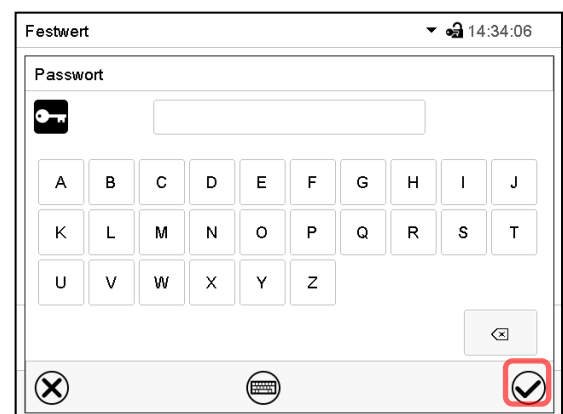 Festwert 14:34:06
Passwort
A B C D E F G H I J
K L M N O P Q R S T
U V W X Y Z